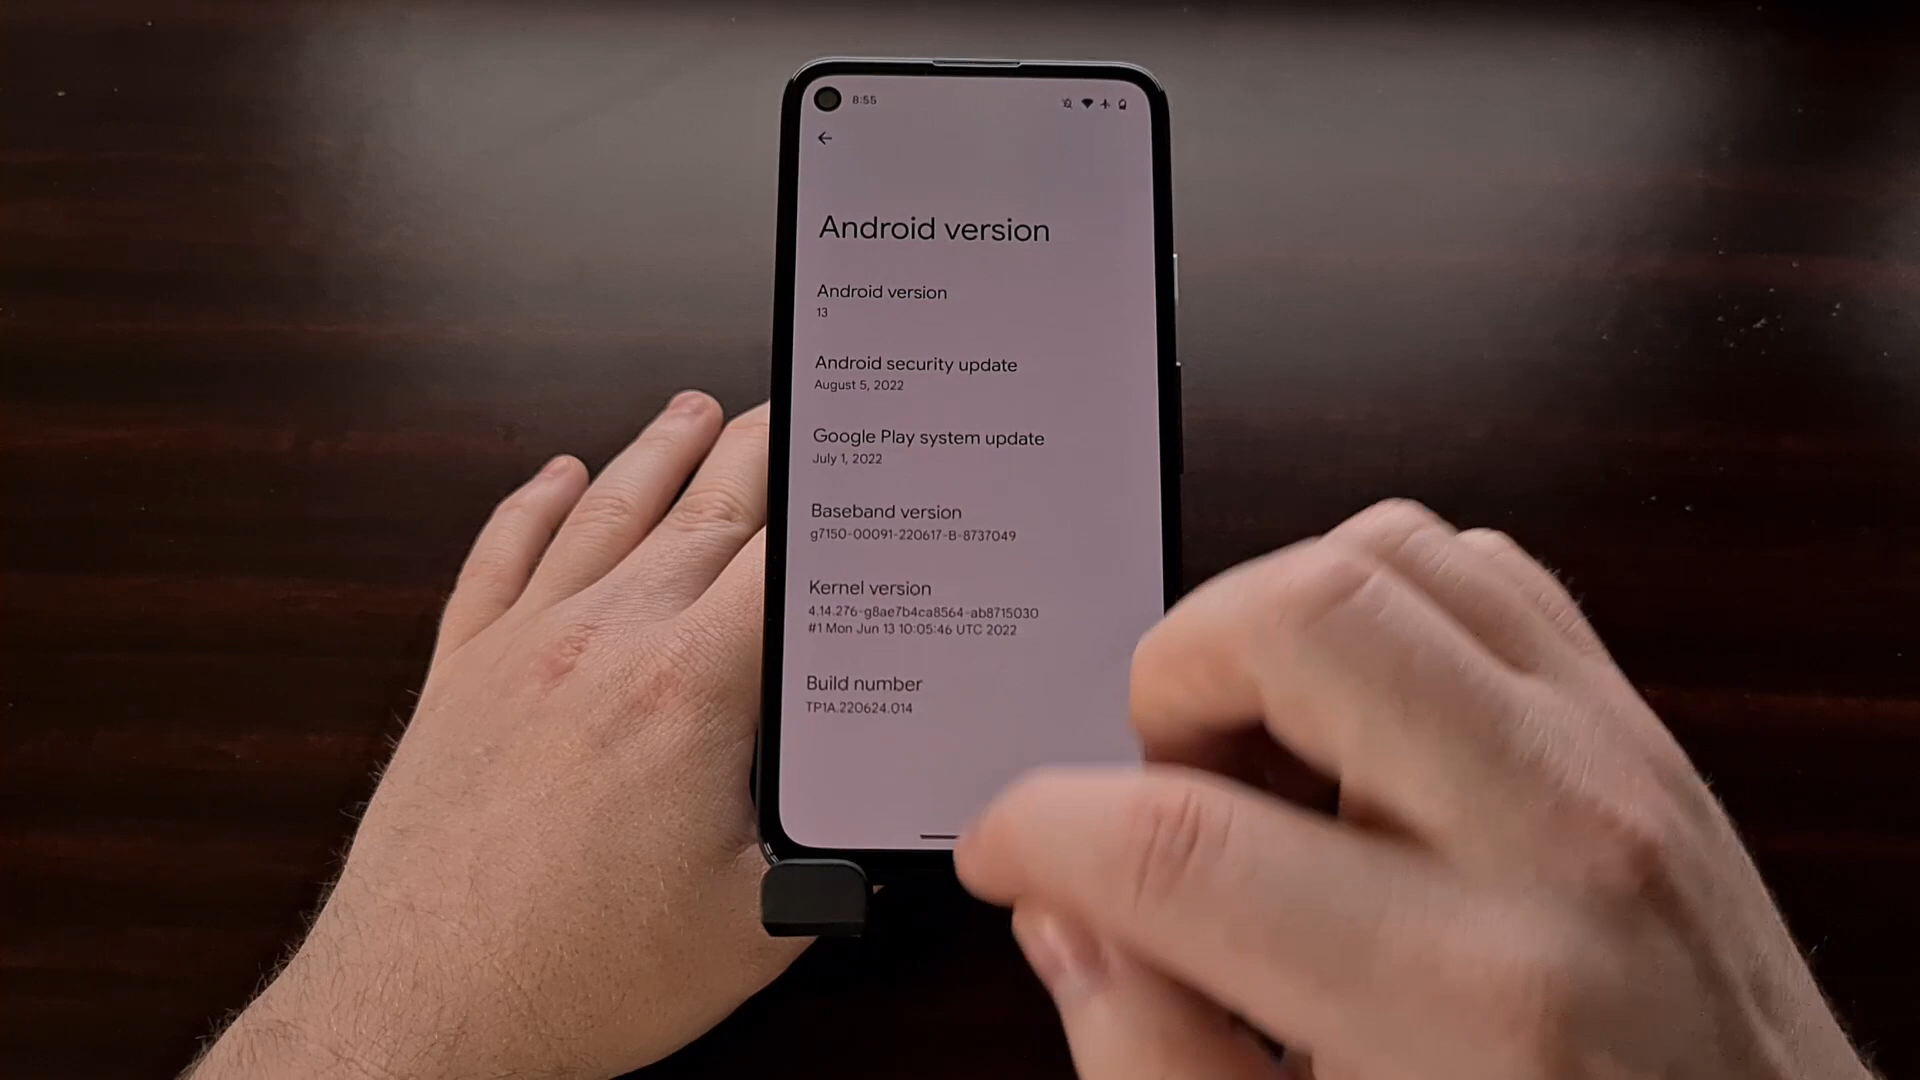 8:55
Android version
Android version
13
Android security update
August 5, 2022
Google Play system update
July 1, 2022
Baseband version
g7150-00091-220617-B-8737049
Kernel version
4.14.276-g8ae7b4ca8564-ab8715030
#1 Mon Jun 13 10:05:46 UTC 2022
Build number
TP1A.220624.014